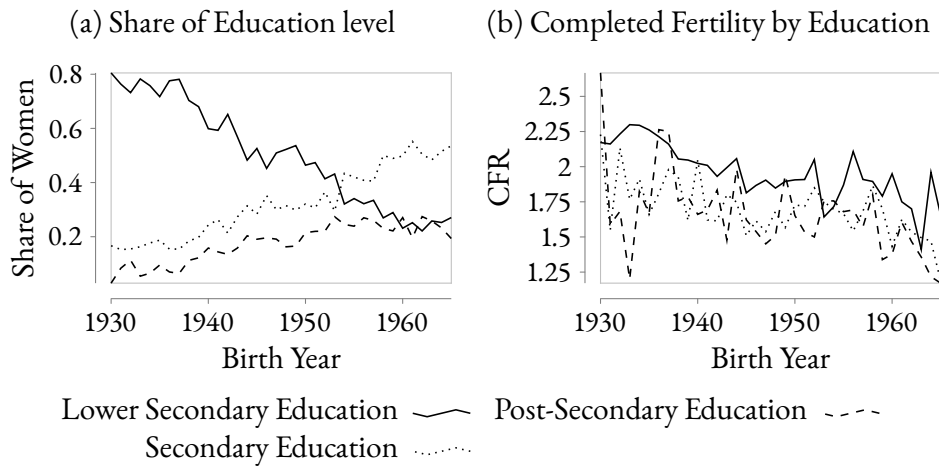 (a) Share of Education level
(b) Completed Fertility by Education
Share of Women
0.8
0.6
0.4
0.2
1930 1940 1950 1960
Birth Year
CFR
2.5
2.25
2
1.75
1.5
1.25
1930 1940 1950 1960
Birth Year
Lower Secondary Education
Post-Secondary Education
Secondary Education